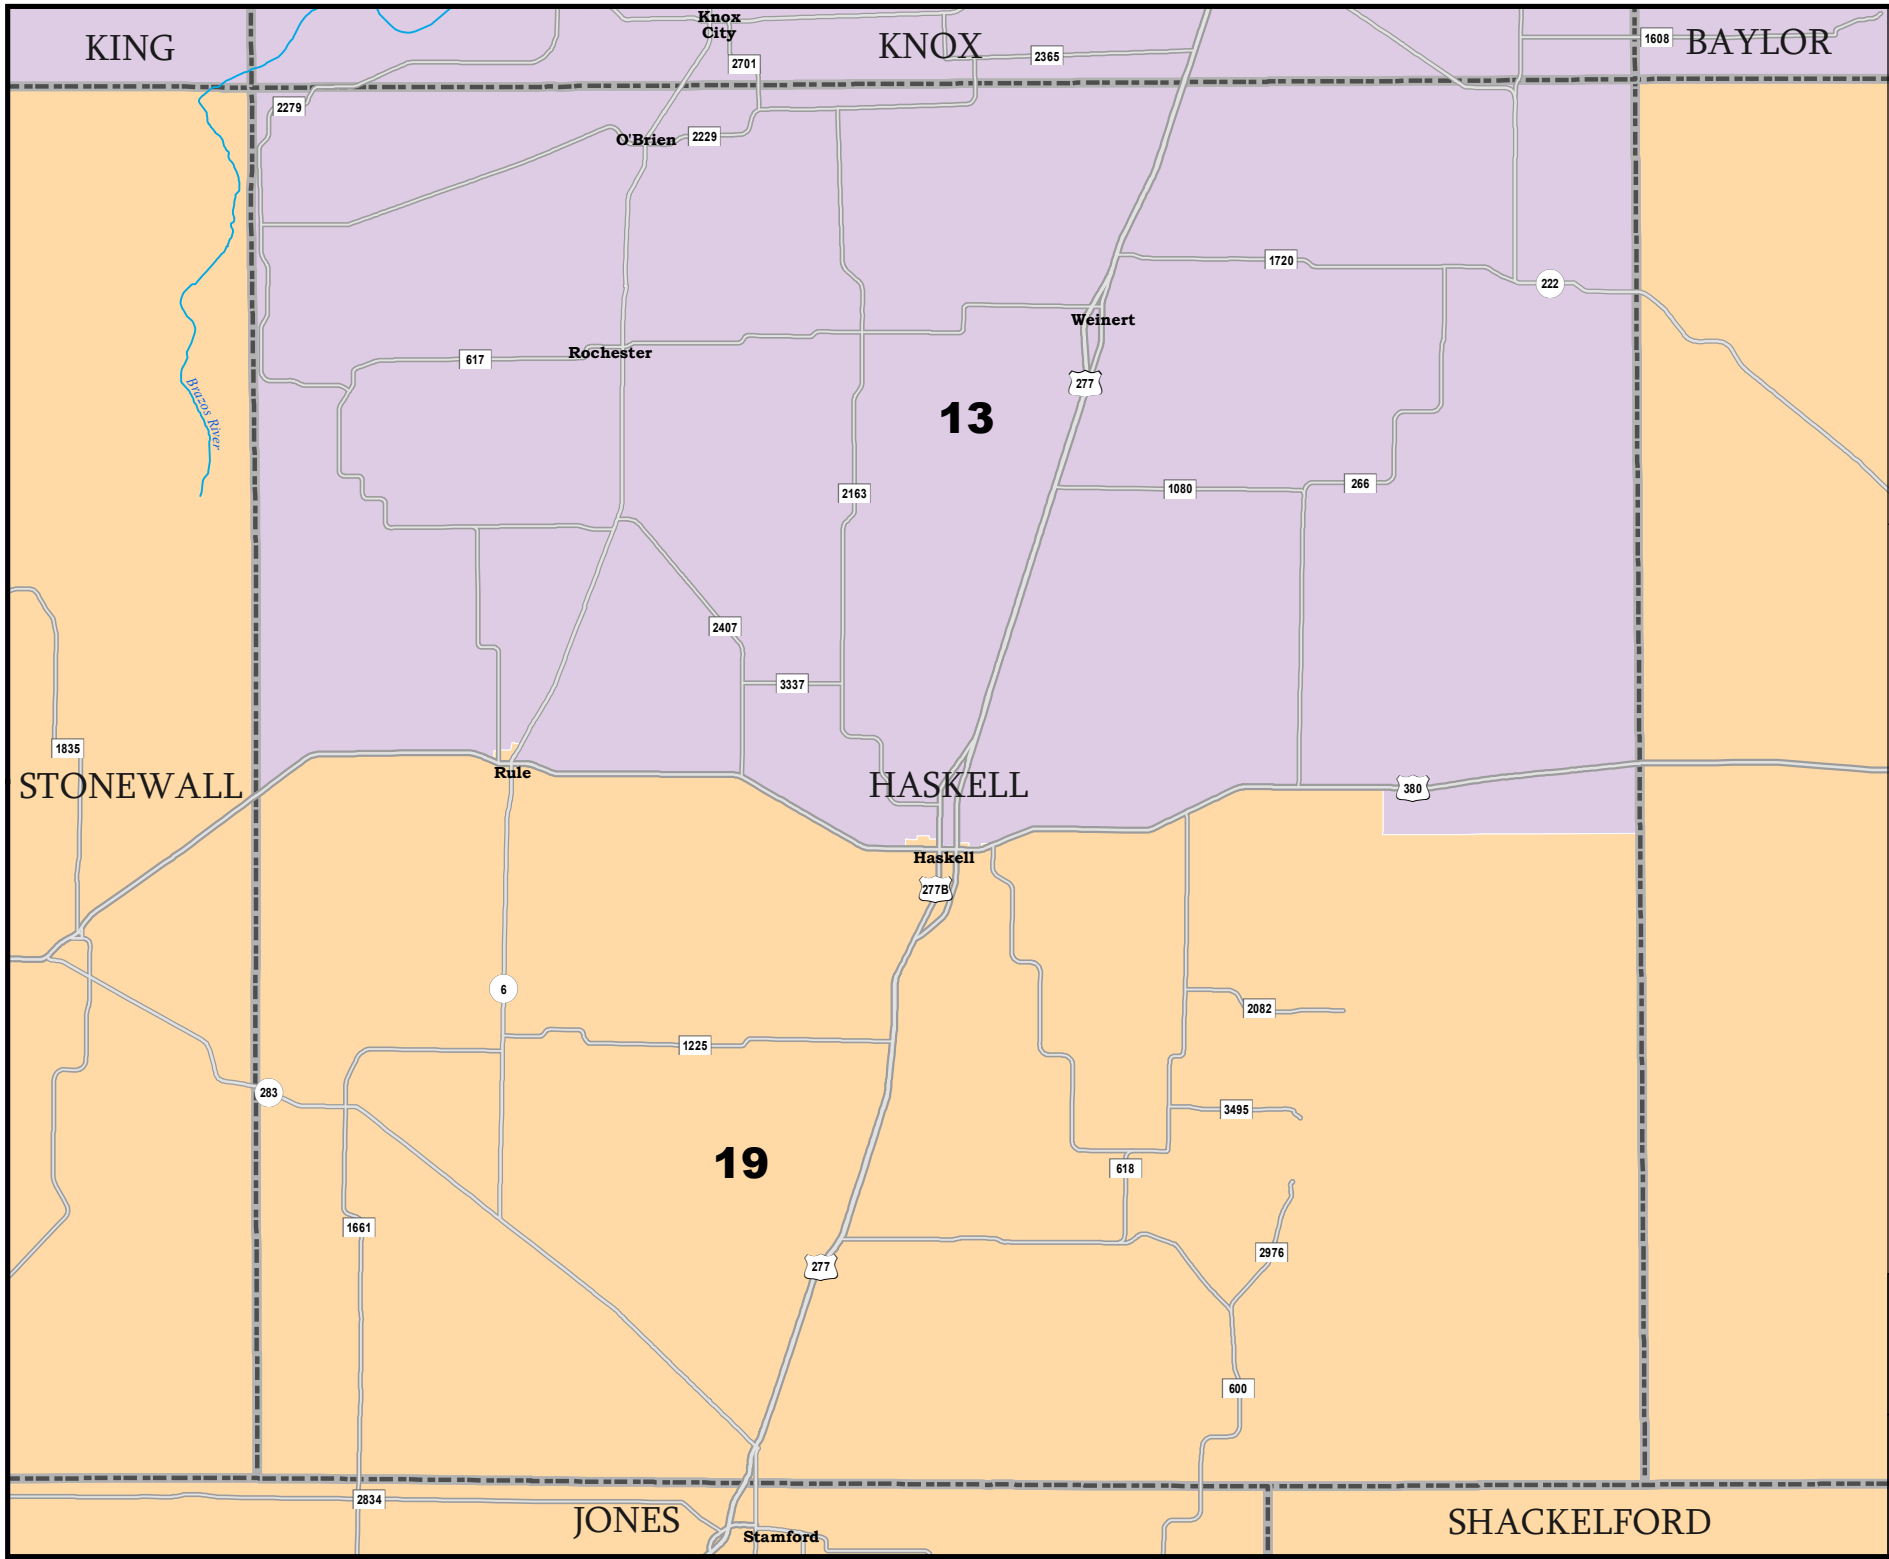 Knox
City
KING
KNOX
2365
1608
BAYLOR
2701
2279
O'Brien
2229
1720
222
Weinert
Rochester
617
277
Brazos River
13
2163
1080
266
2407
3337
1835
Rule
STONEWALL
HASKELL
380
Haskell
277B
6
2082
1225
283
3495
19
618
1661
2976
277
600
2834
JONES
Stamford
SHACKELFORD